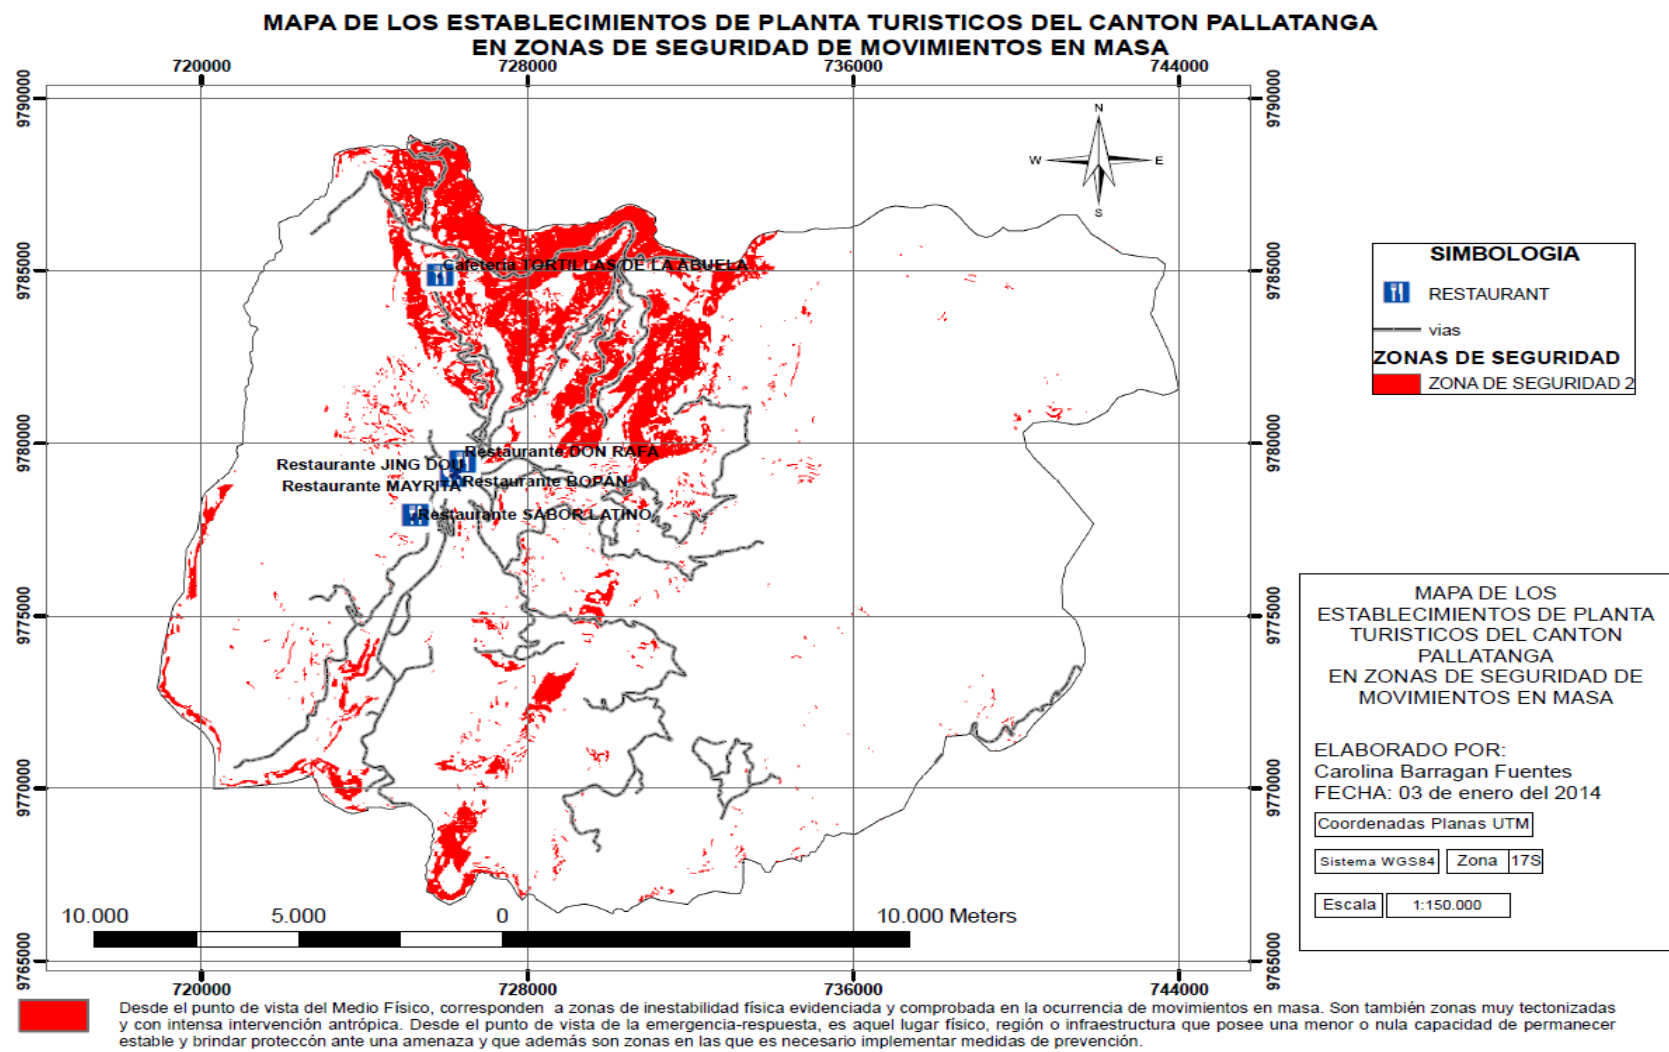 MAPA DE LOS ESTABLECIMIENTOS DE PLANTA TURISTICOS DEL CANTON PALLATANGA
EN ZONAS DE SEGURIDAD DE MOVIMIENTOS EN MASA
720000
728000
736000
744000
9790000
9790000
N
W
E
S
9785000
9785000
Cafeteria TORTILLAS DE LA ABUELA
SIMBOLOGIA
RESTAURANT
vias
ZONAS DE SEGURIDAD
ZONA DE SEGURIDAD 2
9780000
9780000
Restaurante DON RAFA
Restaurante JING DOU
Restaurante BOPAN
Restaurante MAYRITA
Restaurante SABOR LATINO
9775000
9775000
MAPA DE LOS
ESTABLECIMIENTOS DE PLANTA
TURISTICOS DEL CANTON
PALLATANGA
EN ZONAS DE SEGURIDAD DE
MOVIMIENTOS EN MASA
ELABORADO POR:
Carolina Barragan Fuentes
FECHA: 03 de enero del 2014
Coordenadas Planas UTM
Sistema WGS84 Zona 17S
Escala 1:150.000
9770000
9770000
10.000 5.000 0 10.000 Meters
9765000
9765000
720000
728000
736000
744000
Desde el punto de vista del Medio Físico, corresponden a zonas de inestabilidad física evidenciada y comprobada en la ocurrencia de movimientos en masa. Son también zonas muy tectonizadas
y con intensa intervención antrópica. Desde el punto de vista de la emergencia-respuesta, es aquel lugar físico, región o infraestructura que posee una menor o nula capacidad de permanecer
estable y brindar proteccón ante una amenaza y que además son zonas en las que es necesario implementar medidas de prevención.